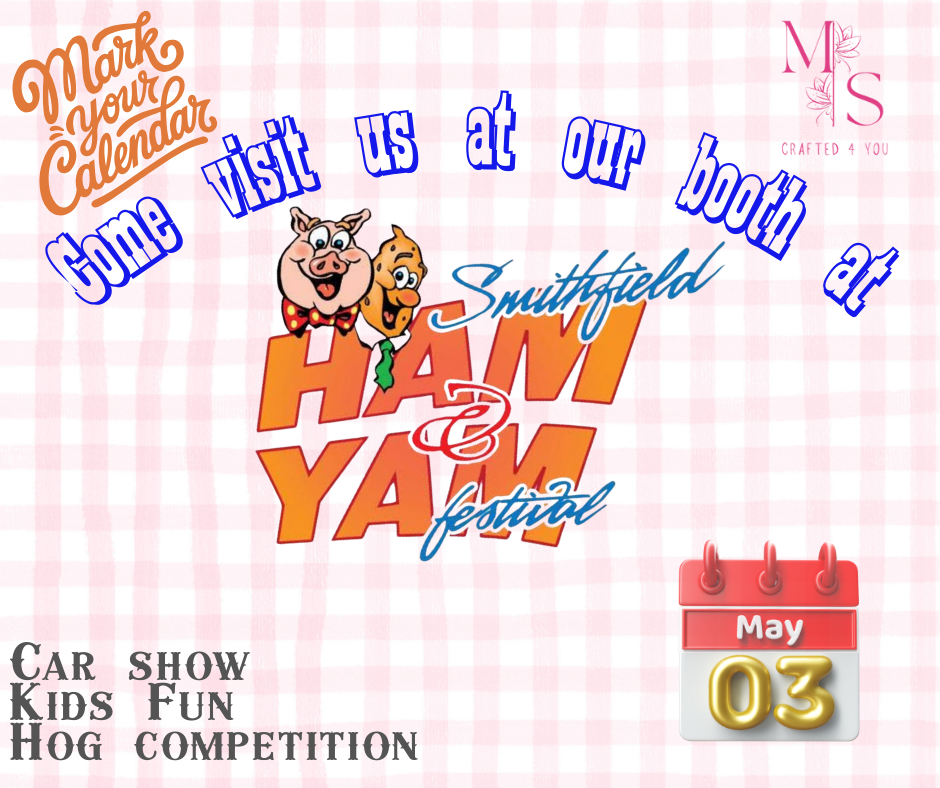 Mark
your
Calendar
M
S
CRAFTED 4 YOU
Come visit us at our booth at
Smithfield
HAM
&
YAM
festival
May
03
CAR SHOW
KIDS FUN
HOG COMPETITION